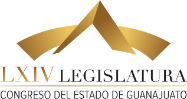 LXIV LEGISLATURA
CONGRESO DEL ESTADO DE GUANAJUATO